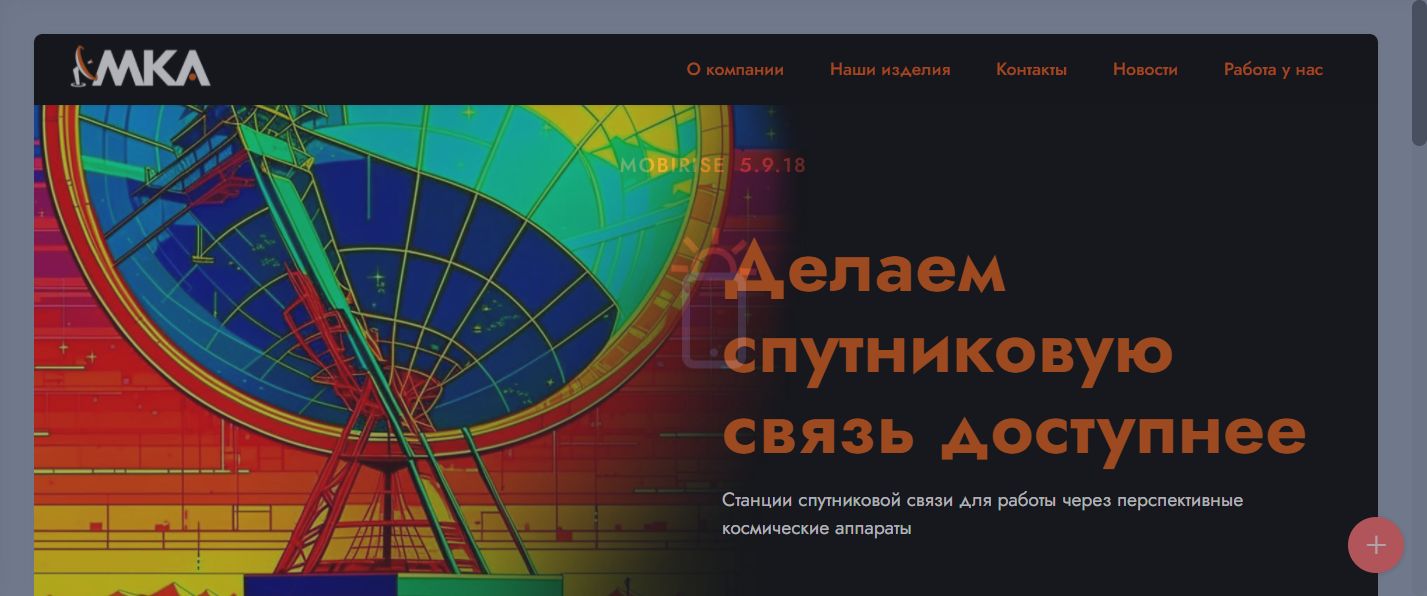 МКА
О компании Наши изделия Контакты Новости Работа у нас
MOBIRISE 5.9.18
Делаем
спутниковую
связь доступнее
Станции спутниковой связи для работы через перспективные
космические аппараты